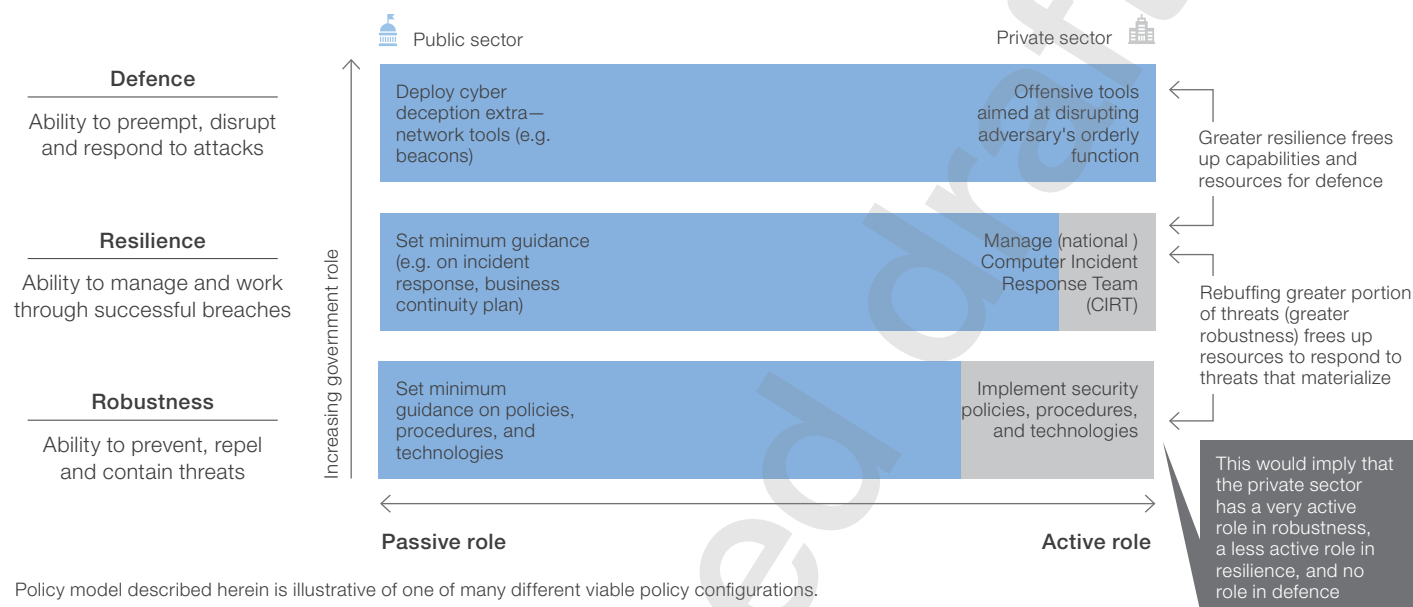 Public sector
Private sector
Defence
Ability to preempt, disrupt
and respond to attacks
Resilience
Ability to manage and work
through successful breaches
Robustness
Ability to prevent, repel
and contain threats
Increasing government role
Deploy cyber
deception extra—
network tools (e.g.
beacons)
Offensive tools
aimed at disrupting
adversary's orderly
function
Set minimum guidance
(e.g. on incident
response, business
continuity plan)
Manage (national )
Computer Incident
Response Team
(CIRT)
Set minimum
guidance on policies,
procedures, and
technologies
Implement security
policies, procedures,
and technologies
Greater resilience frees
up capabilities and
resources for defence
Rebuffing greater portion
of threats (greater
robustness) frees up
resources to respond to
threats that materialize
This would imply that
the private sector
has a very active
role in robustness,
a less active role in
resilience, and no
role in defence
Passive role
Active role
Policy model described herein is illustrative of one of many different viable policy configurations.
ed draft